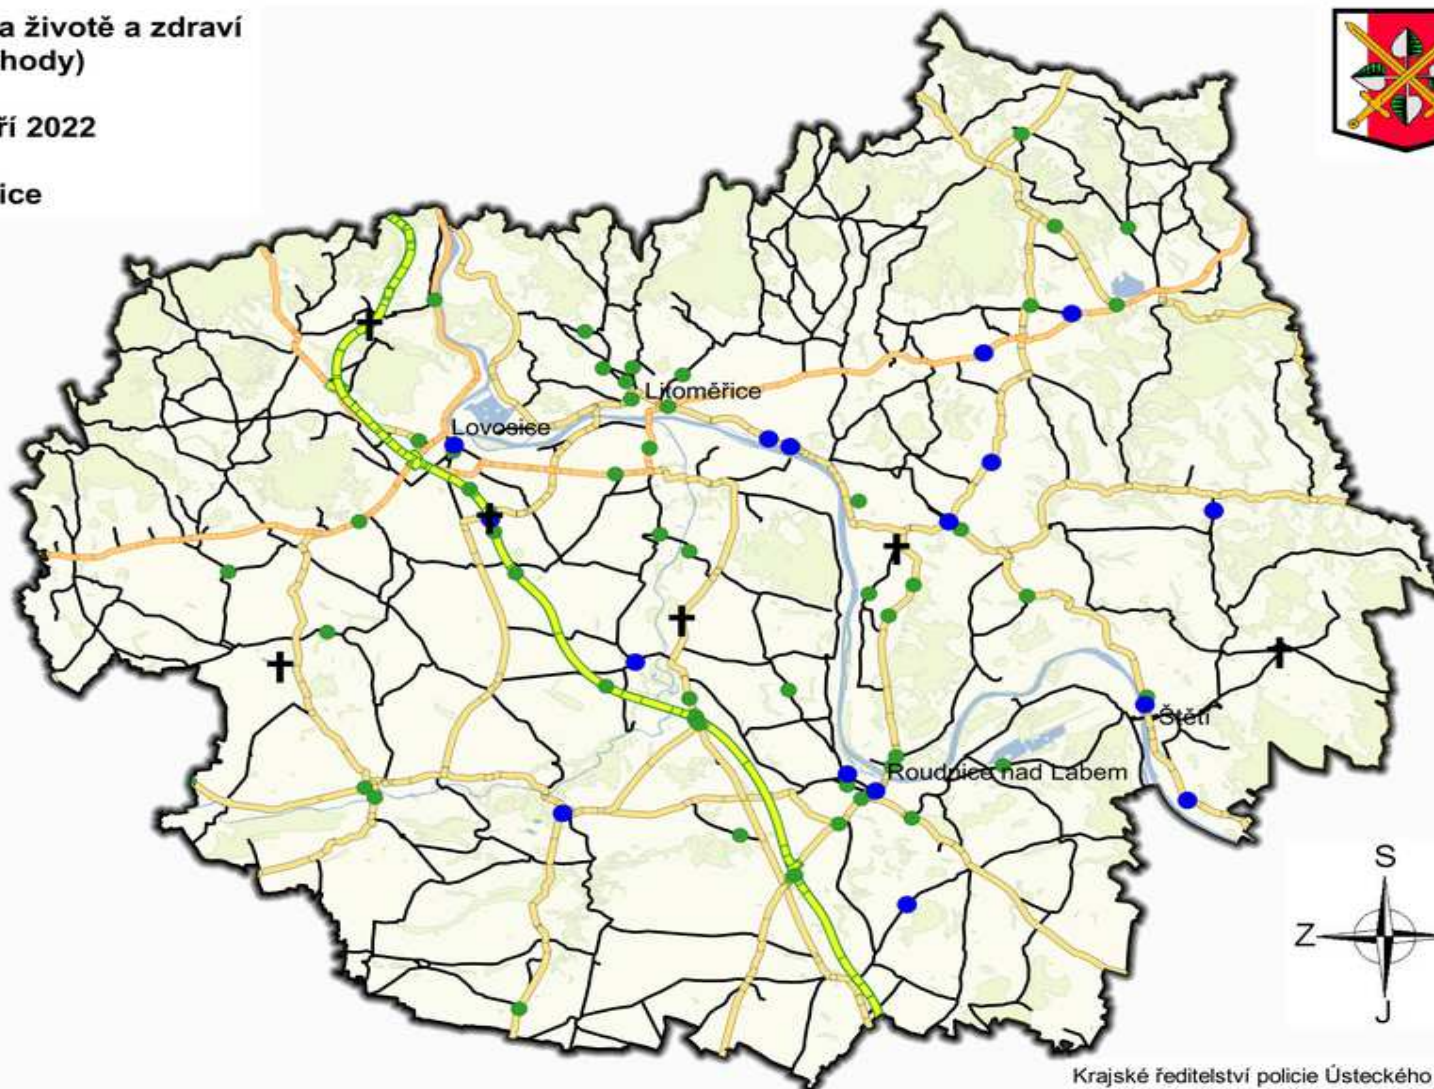 a životě a zdraví
hody)
ří 2022
ice
Litoměřice
Lovosice
Štětí
Roudnice nad Labem
S
Z
J
Krajské ředitelství policie Ústeckého